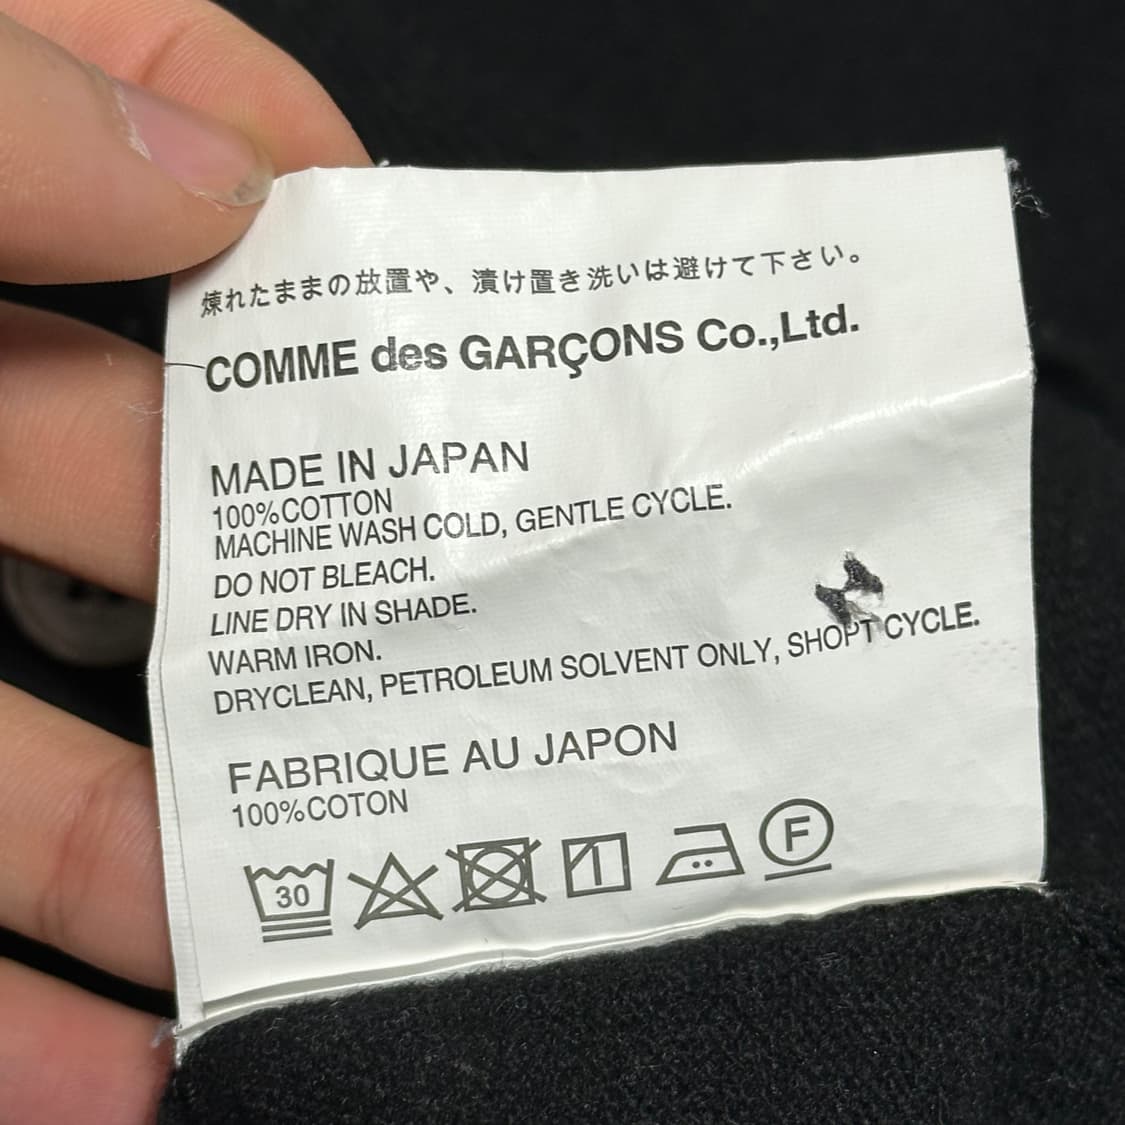 煉れたままの放置や、漬け置き洗いは避けて下さい。
COMME des GARÇONS Co.,Ltd.
MADE IN JAPAN
100%COTTON
MACHINE WASH COLD, GENTLE CYCLE.
DO NOT BLEACH.
LINE DRY IN SHADE.
WARM IRON.
DRYCLEAN, PETROLEUM SOLVENT ONLY, SHOPT CYCLE.
FABRIQUE AU JAPON
100%COTON
30
F